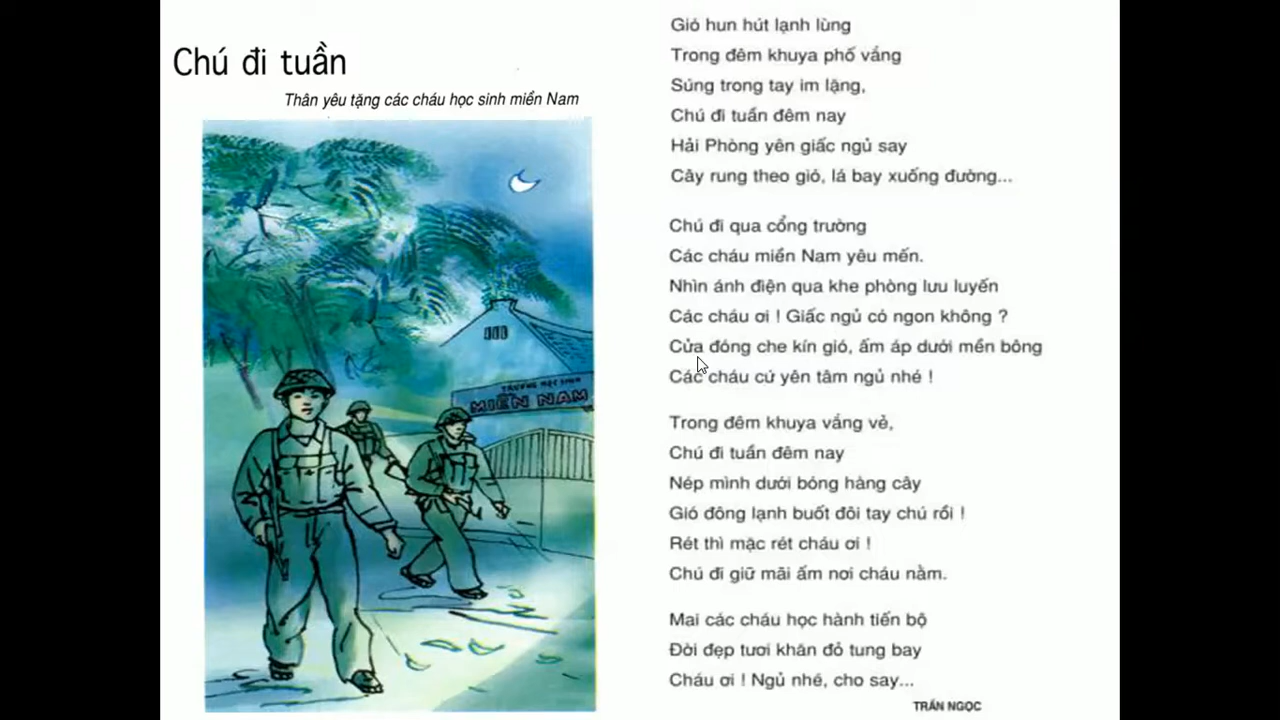 Chú đi tuần
Thân yêu tặng các cháu học sinh miền Nam
TRƯỜNG HỌC SINH
MIỀN NAM
Gió hun hút lạnh lùng
Trong đêm khuya phố vắng
Súng trong tay im lặng,
Chú đi tuần đêm nay
Hải Phòng yên giấc ngủ say
Cây rung theo gió, lá bay xuống đường...
Chú đi qua cổng trường
Các cháu miền Nam yêu mến.
Nhìn ánh điện qua khe phòng lưu luyến
Các cháu ơi ! Giấc ngủ có ngon không ?
Cửa đóng che kín gió, ấm áp dưới mền bông
Các cháu cứ yên tâm ngủ nhé !
Trong đêm khuya vắng vẻ,
Chú đi tuần đêm nay
Nép mình dưới bóng hàng cây
Gió đông lạnh buốt đôi tay chú rồi !
Rét thì mặc rét cháu ơi !
Chú đi giữ mãi ấm nơi cháu nằm.
Mai các cháu học hành tiến bộ
Đời đẹp tươi khăn đỏ tung bay
Cháu ơi ! Ngủ nhé, cho say...
TRẦN NGỌC